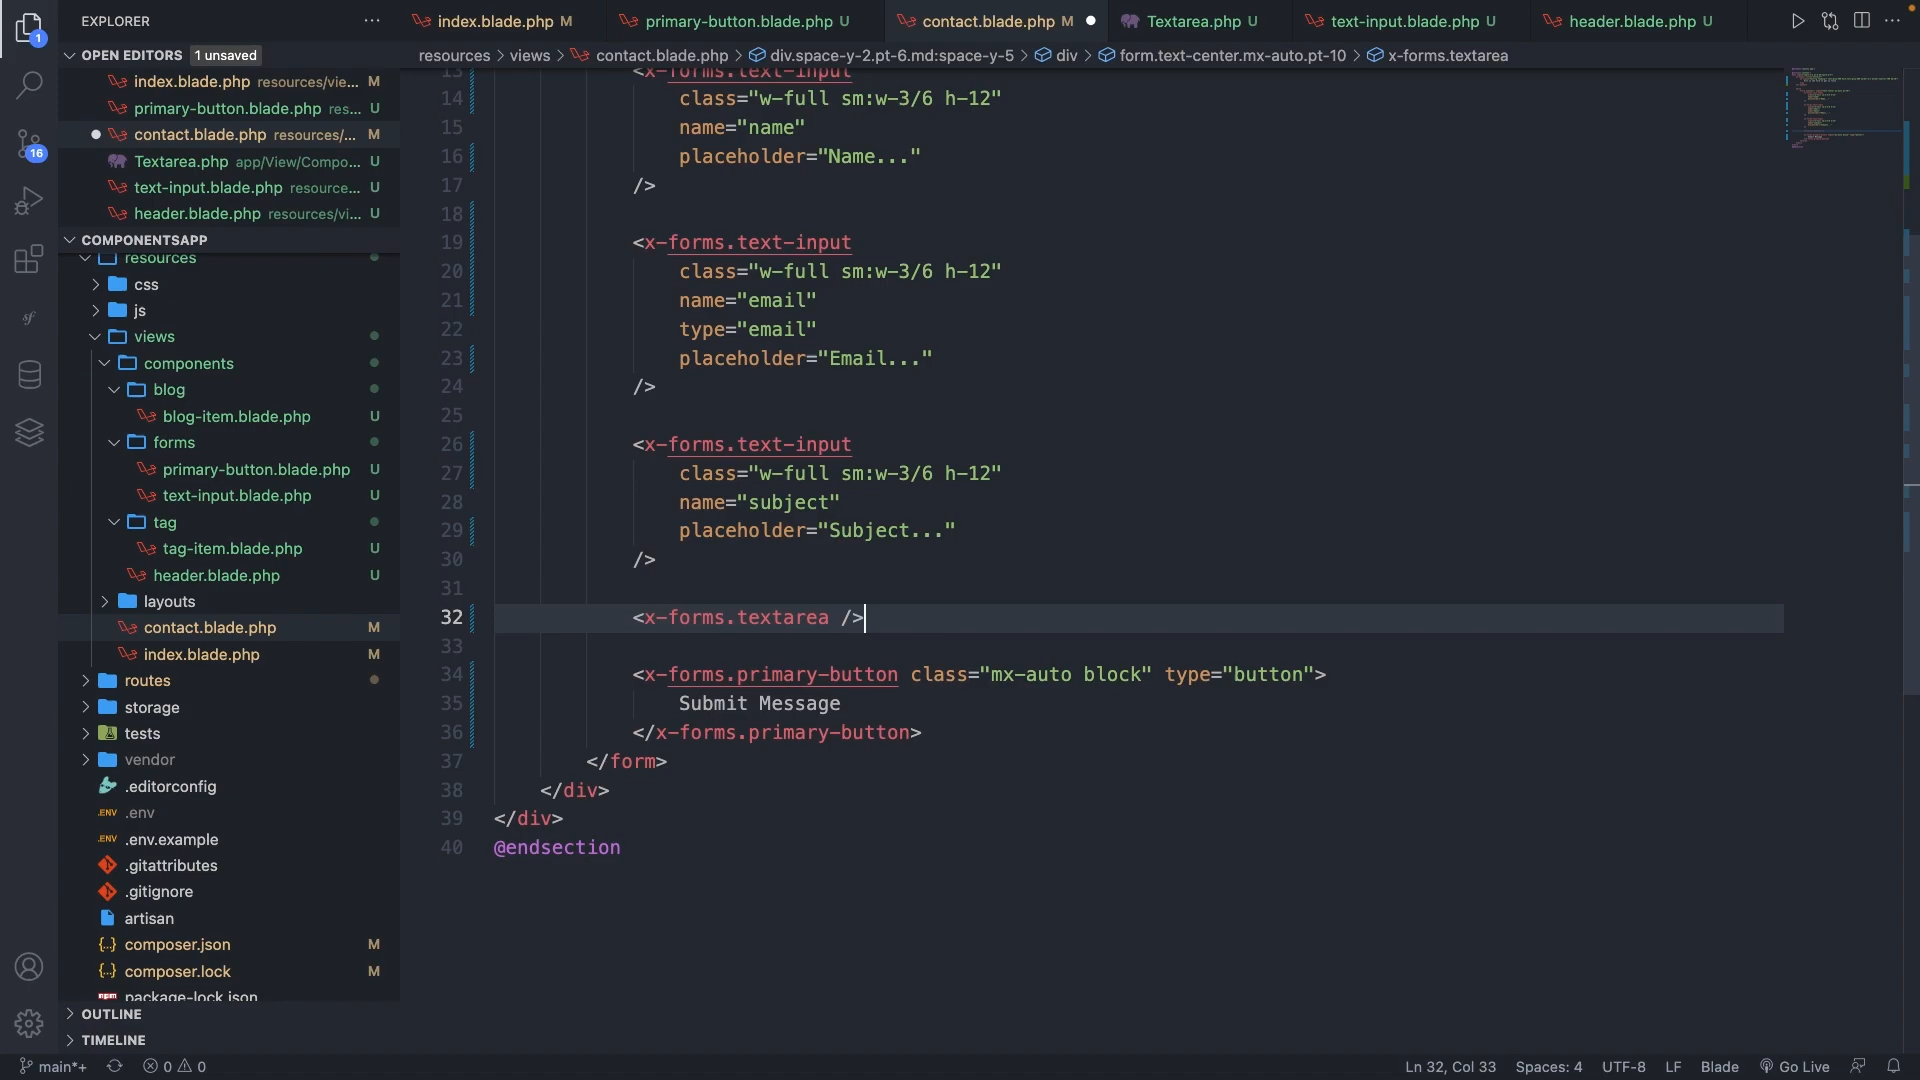 EXPLORER
index.blade.php M
primary-button.blade.php U
contact.blade.php M
Textarea.php U
text-input.blade.php U
header.blade.php U
OPEN EDITORS 1 unsaved
index.blade.php resources/vie... M
primary-button.blade.php res... U
contact.blade.php resources/... M
Textarea.php app/View/Compo... U
text-input.blade.php resource... U
header.blade.php resources/vi... U
COMPONENTSAPP
resources
css
js
views
components
blog
blog-item.blade.php U
forms
primary-button.blade.php U
text-input.blade.php U
tag
tag-item.blade.php U
header.blade.php U
layouts
contact.blade.php M
index.blade.php M
routes
storage
tests
vendor
.editorconfig
.ENV .env
.ENV .env.example
.gitattributes
.gitignore
artisan
{..} composer.json M
{..} composer.lock M
package-lock.json
OUTLINE
TIMELINE
1
16
resources > views > contact.blade.php > div.space-y-2.pt-6.md:space-y-5 > div > form.text-center.mx-auto.pt-10 > x-forms.textarea
13 <x-forms.text-input
14 class="w-full sm:w-3/6 h-12"
15 name="name"
16 placeholder="Name..."
17 />
18
19 <x-forms.text-input
20 class="w-full sm:w-3/6 h-12"
21 name="email"
22 type="email"
23 placeholder="Email..."
24 />
25
26 <x-forms.text-input
27 class="w-full sm:w-3/6 h-12"
28 name="subject"
29 placeholder="Subject..."
30 />
31
32 <x-forms.textarea />
33
34 <x-forms.primary-button class="mx-auto block" type="button">
35 Submit Message
36 </x-forms.primary-button>
37 </form>
38 </div>
39 </div>
40 @endsection
main*+ 0 0 Ln 32, Col 33 Spaces: 4 UTF-8 LF Blade Go Live